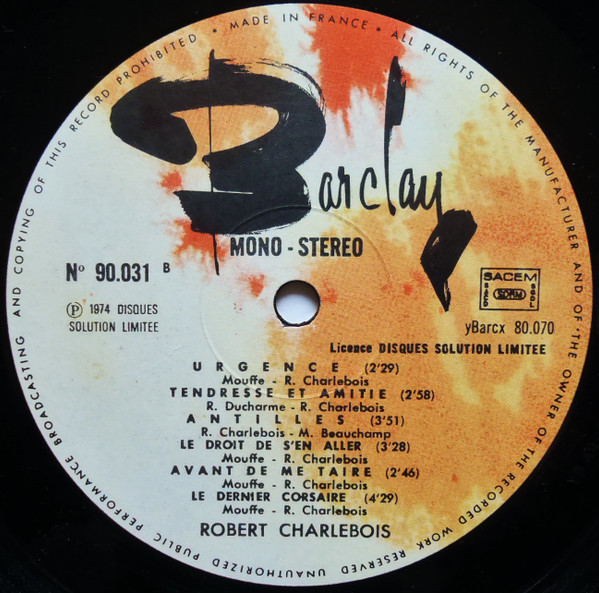 • MADE IN FRANCE • ALL RIGHTS OF THE MANUFACTURER AND OF THE OWNER OF THE RECORDED WORK RESERVED UNAUTHORIZED PUBLIC PERFORMANCE BROADCASTING AND COPYING OF THIS RECORD PROHIBITED
Barclay
MONO - STEREO
Nº 90.031 B
SACEM
SACD
SDRM
SGDL
Ⓟ 1974 DISQUES
SOLUTION LIMITEE
yBarcx 80.070
Licence DISQUES SOLUTION LIMITEE
URGENCE (2'29)
Mouffe - R. Charlebois
TENDRESSE ET AMITIE (2'58)
R. Ducharme - R. Charlebois
ANTILLES (3'51)
R. Charlebois - M. Beauchamp
LE DROIT DE S'EN ALLER (3'28)
Mouffe - R. Charlebois
AVANT DE ME TAIRE (2'46)
Mouffe - R. Charlebois
LE DERNIER CORSAIRE (4'29)
Mouffe - R. Charlebois
ROBERT CHARLEBOIS